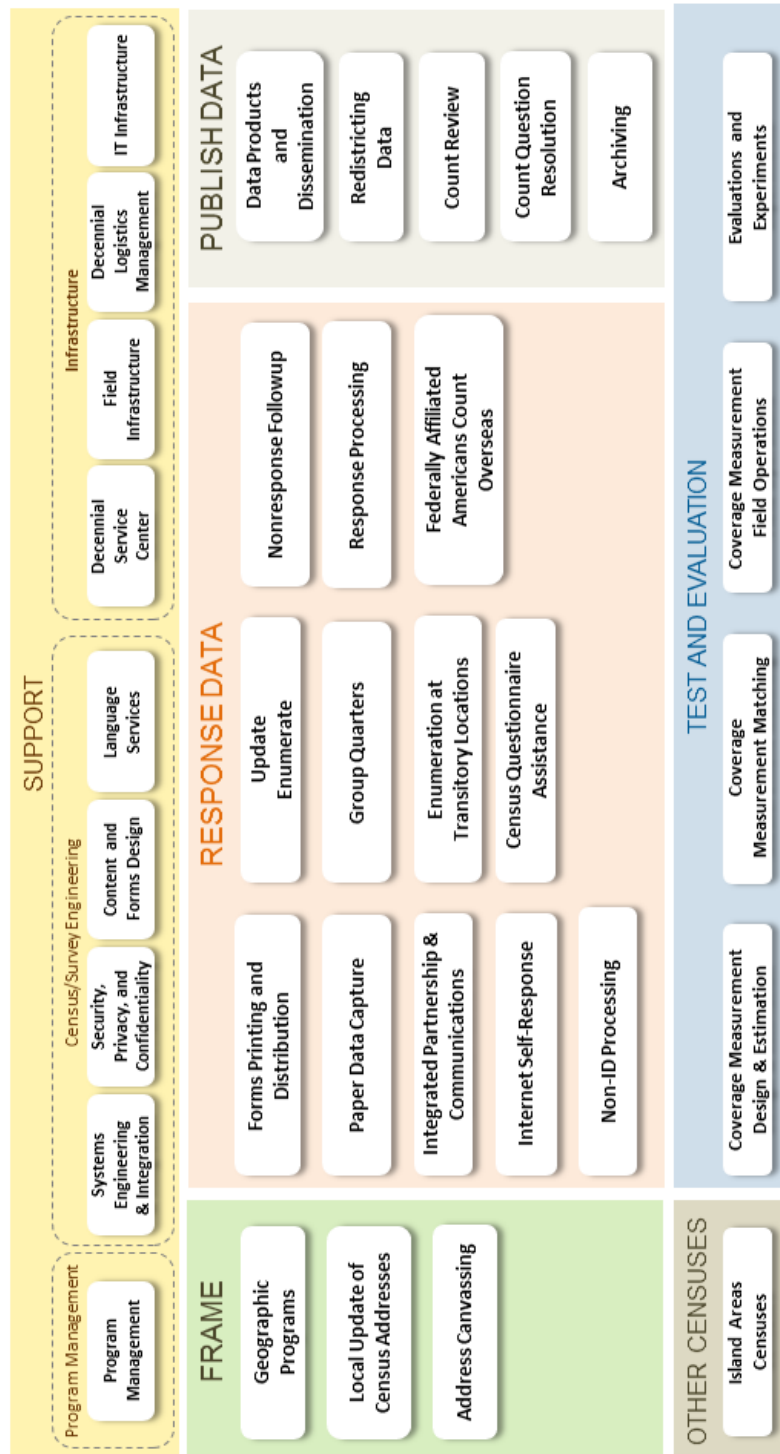 SUPPORT
Program Management
Program
Management
Census/Survey Engineering
Systems
Engineering
& Integration
Security,
Privacy, and
Confidentiality
Content and
Forms Design
Language
Services
Infrastructure
Decennial
Service
Center
Field
Infrastructure
Decennial
Logistics
Management
IT Infrastructure
FRAME
Geographic
Programs
Local Update of
Census Addresses
Address Canvassing
RESPONSE DATA
Forms Printing and
Distribution
Paper Data Capture
Integrated Partnership &
Communications
Internet Self-Response
Non-ID Processing
Update
Enumerate
Group Quarters
Enumeration at
Transitory Locations
Census Questionnaire
Assistance
Nonresponse Followup
Response Processing
Federally Affiliated
Americans Count
Overseas
PUBLISH DATA
Data Products
and
Dissemination
Redistricting
Data
Count Review
Count Question
Resolution
Archiving
OTHER CENSUSES
Island Areas
Censuses
TEST AND EVALUATION
Coverage Measurement
Design & Estimation
Coverage
Measurement Matching
Coverage Measurement
Field Operations
Evaluations and
Experiments